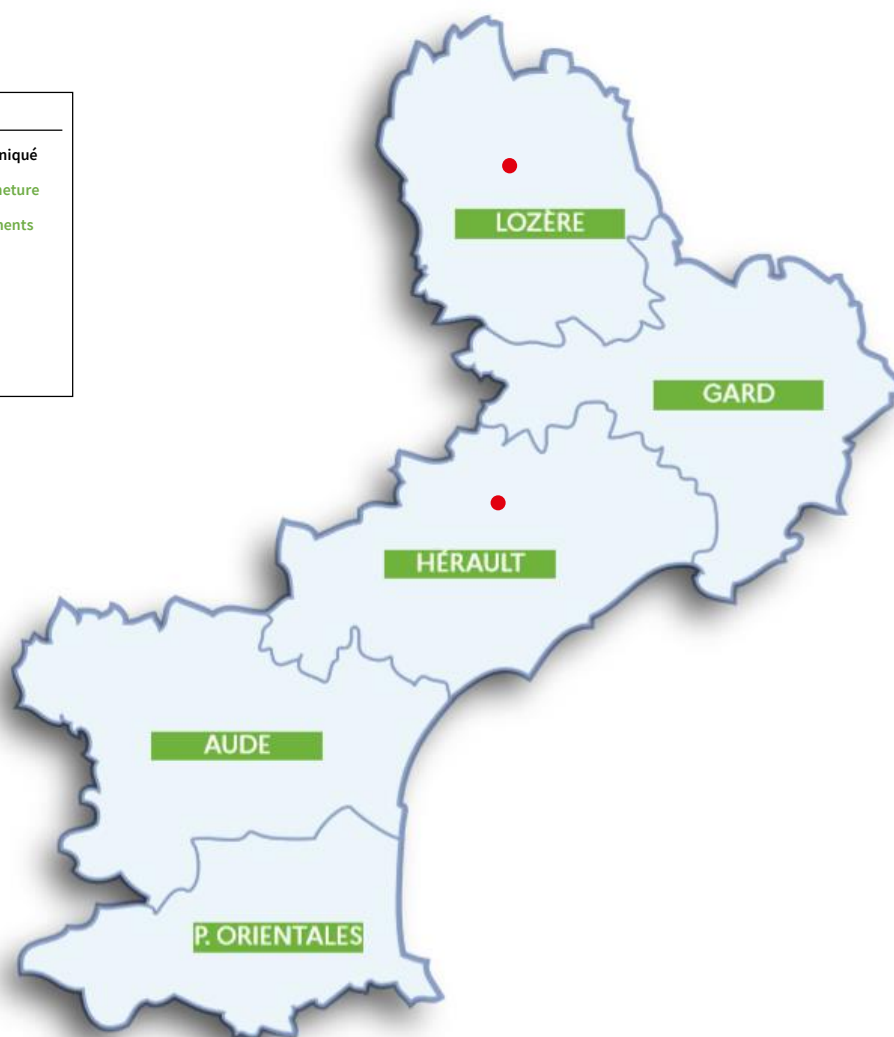 niqué
neture
nents
LOZÈRE
GARD
HÉRAULT
AUDE
P. ORIENTALES